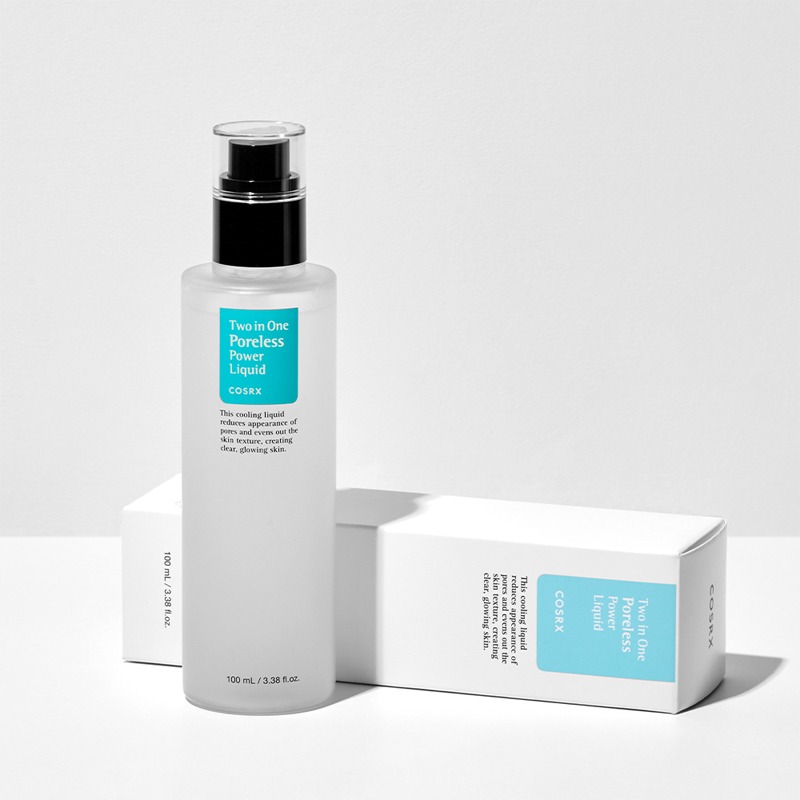 Two in One
Poreless
Power
Liquid
COSRX
This cooling liquid
reduces appearance of
pores and evens out the
skin texture, creating
clear, glowing skin.
100 mL / 3.38 fl.oz.
100 mL / 3.38 fl.oz.
Two in One
Poreless
Power
Liquid
COSRX
This cooling liquid
reduces appearance of
pores and evens out the
skin texture, creating
clear, glowing skin.
COSRX